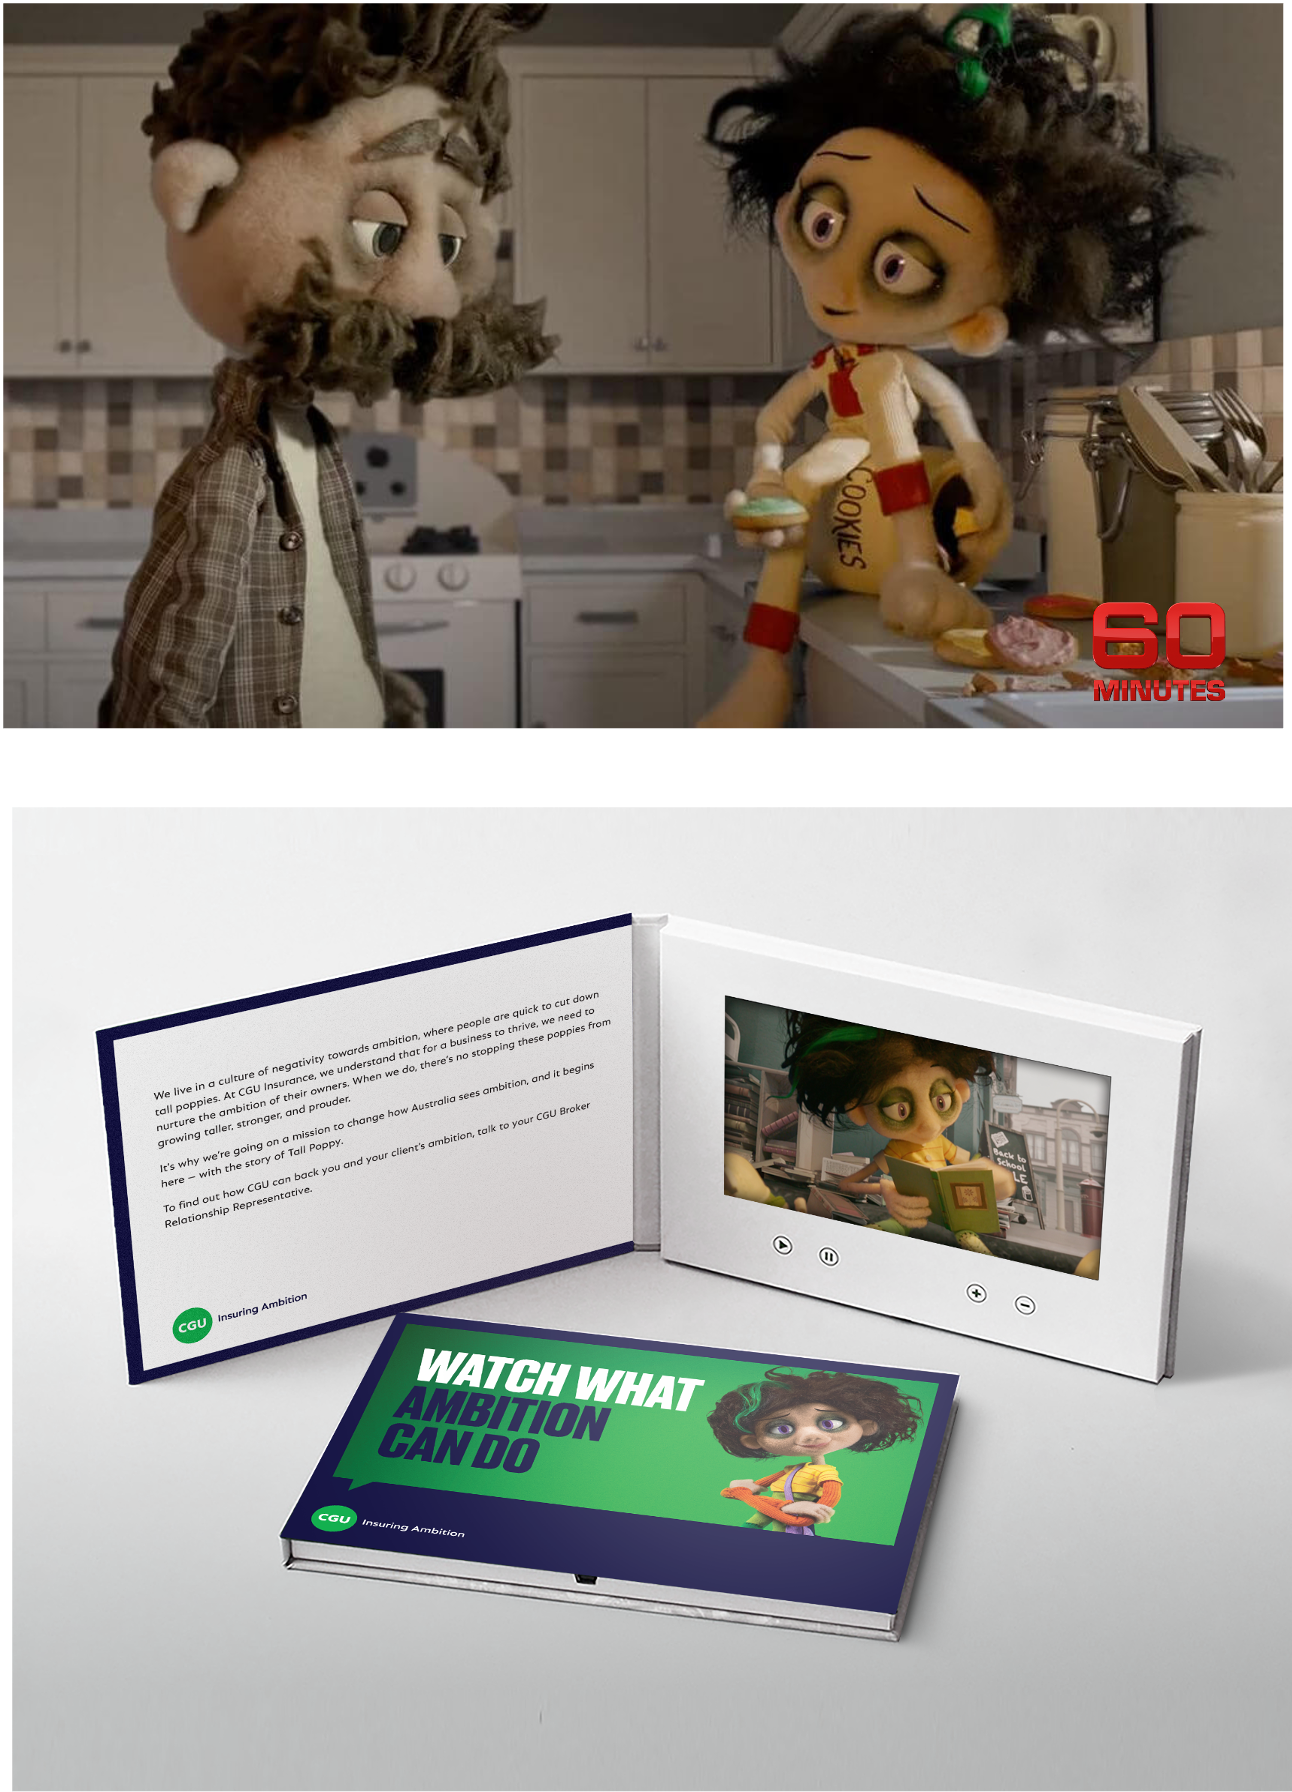 COOKIES
60
MINUTES
We live in a culture of negativity towards ambition, where people are quick to cut down
tall poppies. At CGU Insurance, we understand that for a business to thrive, we need to
nurture the ambition of their owners. When we do, there's no stopping these poppies from
growing taller, stronger, and prouder.
It's why we're going on a mission to change how Australia sees ambition, and it begins
here – with the story of Tall Poppy.
To find out how CGU can back you and your client's ambition, talk to your CGU Broker
Relationship Representative.
CGU Insuring Ambition
Back to
School
WATCH WHAT
AMBITION
CAN DO
CGU Insuring Ambition